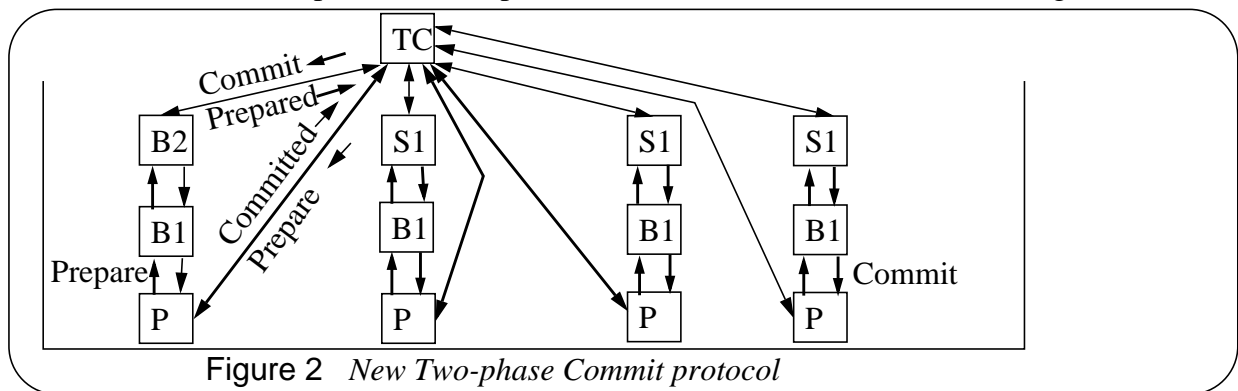 TC
Commit
Prepared
Committed
Prepare
B2 S1 S1 S1
B1 B1 B1 B1
Prepare Commit
P P P P
Figure 2 New Two-phase Commit protocol